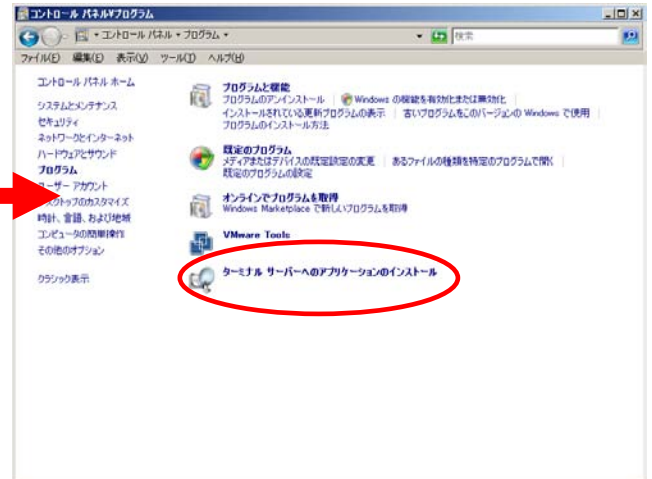 コントロール パネル¥プログラム
コントロール パネル プログラム 検索
ファイル(F) 編集(E) 表示(V) ツール(T) ヘルプ(H)
コントロール パネル ホーム
システムとメンテナンス
セキュリティ
ネットワークとインターネット
ハードウェアとサウンド
プログラム
ユーザー アカウント
スクトップのカスタマイズ
時計、言語、および地域
コンピュータの簡単操作
その他のオプション
クラシック表示
プログラムと機能
プログラムのアンインストール Windows の機能を有効化または無効化
インストールされている更新プログラムの表示 古いプログラムをこのバージョンの Windows で使用
プログラムのインストール方法
既定のプログラム
メディアまたはデバイスの既定設定の変更 あるファイルの種類を特定のプログラムで開く
既定のプログラムの設定
オンラインでプログラムを取得
Windows Marketplace で新しいプログラムを取得
VMware Tools
ターミナル サーバーへのアプリケーションのインストール